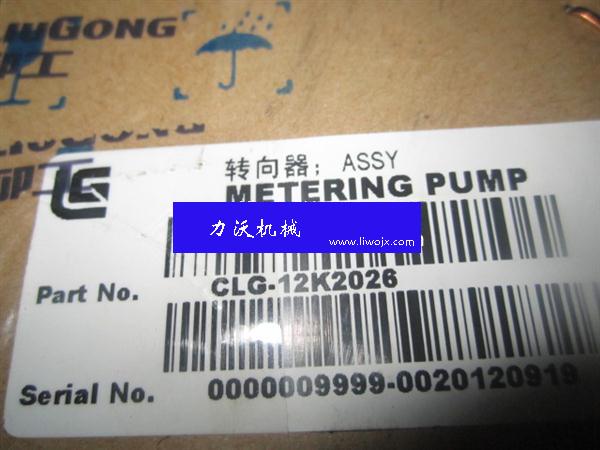 LIUGONG
转向器; ASSY
METERING PUMP
力沃机械
www.liwojx.com
Part No.
CLG-12K2026
Serial No.
0000009999-0020120919